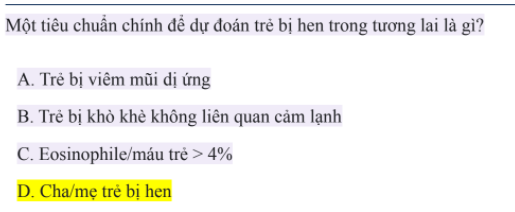 Một tiêu chuẩn chính để dự đoán trẻ bị hen trong tương lai là gì?
A. Trẻ bị viêm mũi dị ứng
B. Trẻ bị khò khè không liên quan cảm lạnh
C. Eosinophile/máu trẻ > 4%
D. Cha/mẹ trẻ bị hen